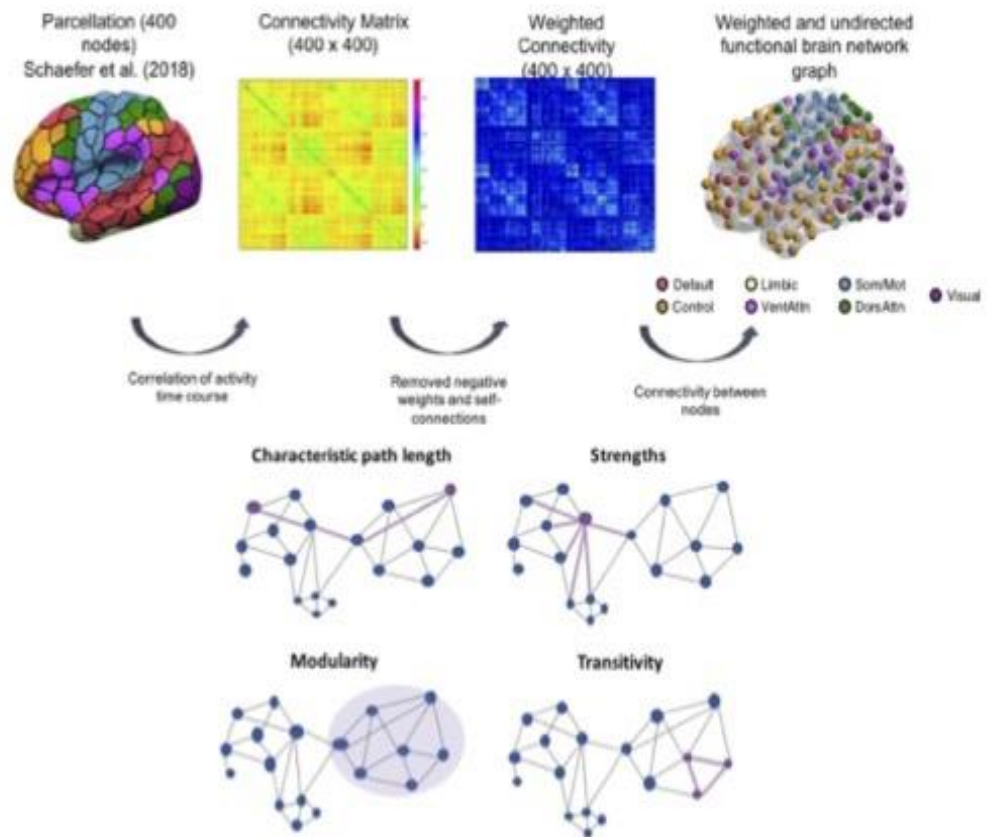 Parcellation (400
nodes)
Schaefer et al. (2018)
Connectivity Matrix
(400 x 400)
Weighted
Connectivity
(400 x 400)
Weighted and undirected
functional brain network
graph
Default
Limbic
Som/Mot
Visual
Control
VentAttn
DorsAttn
Correlation of activity
time course
Removed negative
weights and self-
connections
Connectivity between
nodes
Characteristic path length
Strengths
Modularity
Transitivity